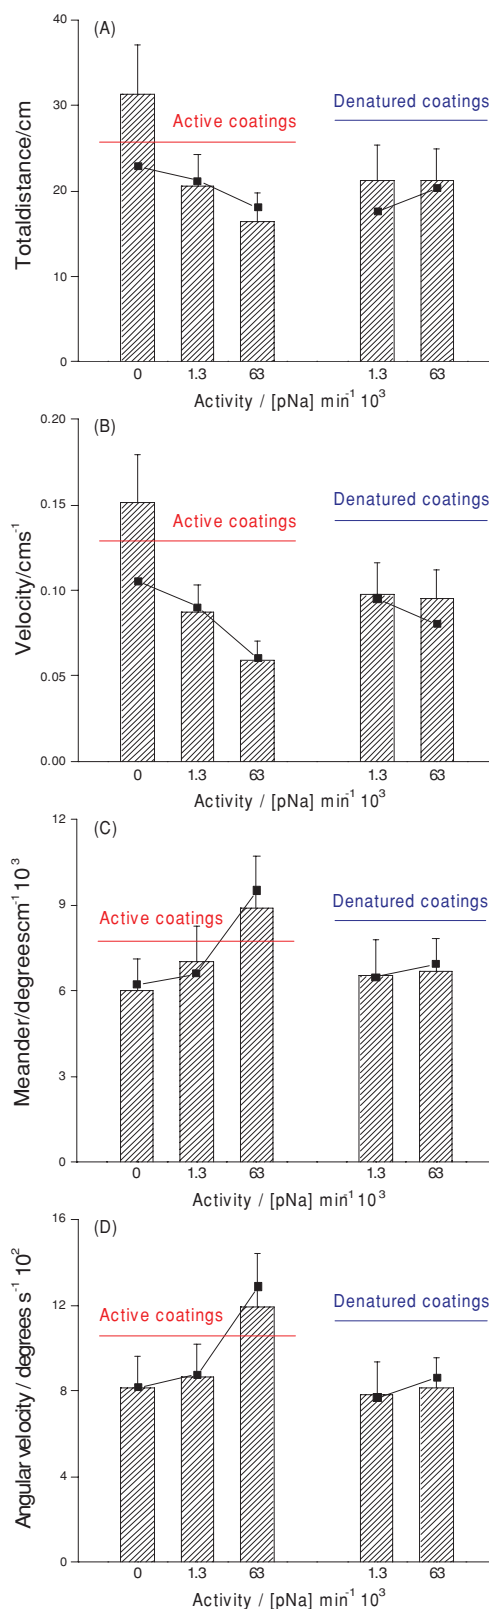 (A)
Totaldistance/cm
40
30
20
10
0
Active coatings
Denatured coatings
0 1.3 63 1.3 63
Activity / [pNa] min⁻¹ 10³
(B)
Velocity/cms⁻¹
0.20
0.15
0.10
0.05
0.00
Active coatings
Denatured coatings
0 1.3 63 1.3 63
Activity / [pNa] min⁻¹ 10³
(C)
Meander/degreescm⁻¹ 10³
12
9
6
3
0
Active coatings
Denatured coatings
0 1.3 63 1.3 63
Activity / [pNa] min⁻¹ 10³
(D)
Angular velocity / degrees s⁻¹ 10²
16
12
8
4
0
Active coatings
Denatured coatings
0 1.3 63 1.3 63
Activity / [pNa] min⁻¹ 10³